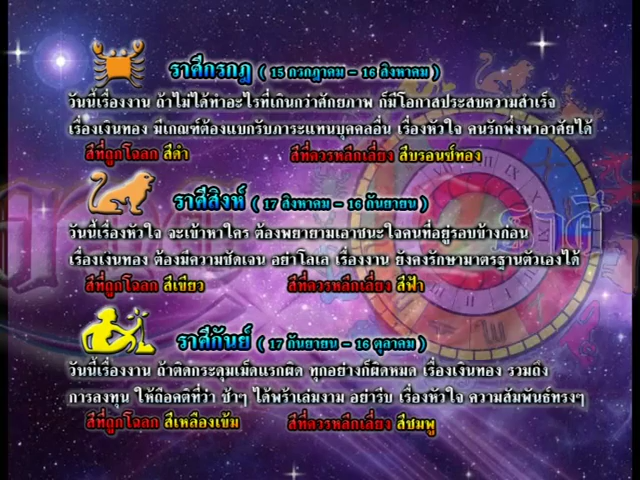 ราศีกรกฎ ( 15 กรกฎาคม - 16 สิงหาคม )
วันนี้เรื่องงาน ถ้าไม่ได้ทำอะไรที่เกินกว่าศักยภาพ ก็มีโอกาสประสบความสำเร็จ
เรื่องเงินทอง มีเกณฑ์ต้องแบกรับภาระแทนบุคคลอื่น เรื่องหัวใจ คนรักพึ่งพาอาศัยได้
สีที่ถูกโฉลก สีดำ สีที่ควรหลีกเลี่ยง สีบรอนซ์ทอง
ราศีสิงห์ ( 17 สิงหาคม - 16 กันยายน )
วันนี้เรื่องหัวใจ จะเข้าหาใคร ต้องพยายามเอาชนะใจคนที่อยู่รอบข้างก่อน
เรื่องเงินทอง ต้องมีความชัดเจน อย่าโลเล เรื่องงาน ยังคงรักษามาตรฐานตัวเองไว้
สีที่ถูกโฉลก สีเขียว สีที่ควรหลีกเลี่ยง สีฟ้า
ราศีกันย์ ( 17 กันยายน - 16 ตุลาคม )
วันนี้เรื่องงาน ถ้าติดกระดุมเม็ดแรกผิด ทุกอย่างก็ผิดหมด เรื่องเงินทอง รวมถึง
การลงทุน ให้ถือคติที่ว่า ช้าๆ ได้พร้าเล่มงาม อย่ารีบ เรื่องหัวใจ ความสัมพันธ์ทรงๆ
สีที่ถูกโฉลก สีเหลืองเข้ม สีที่ควรหลีกเลี่ยง สีชมพู